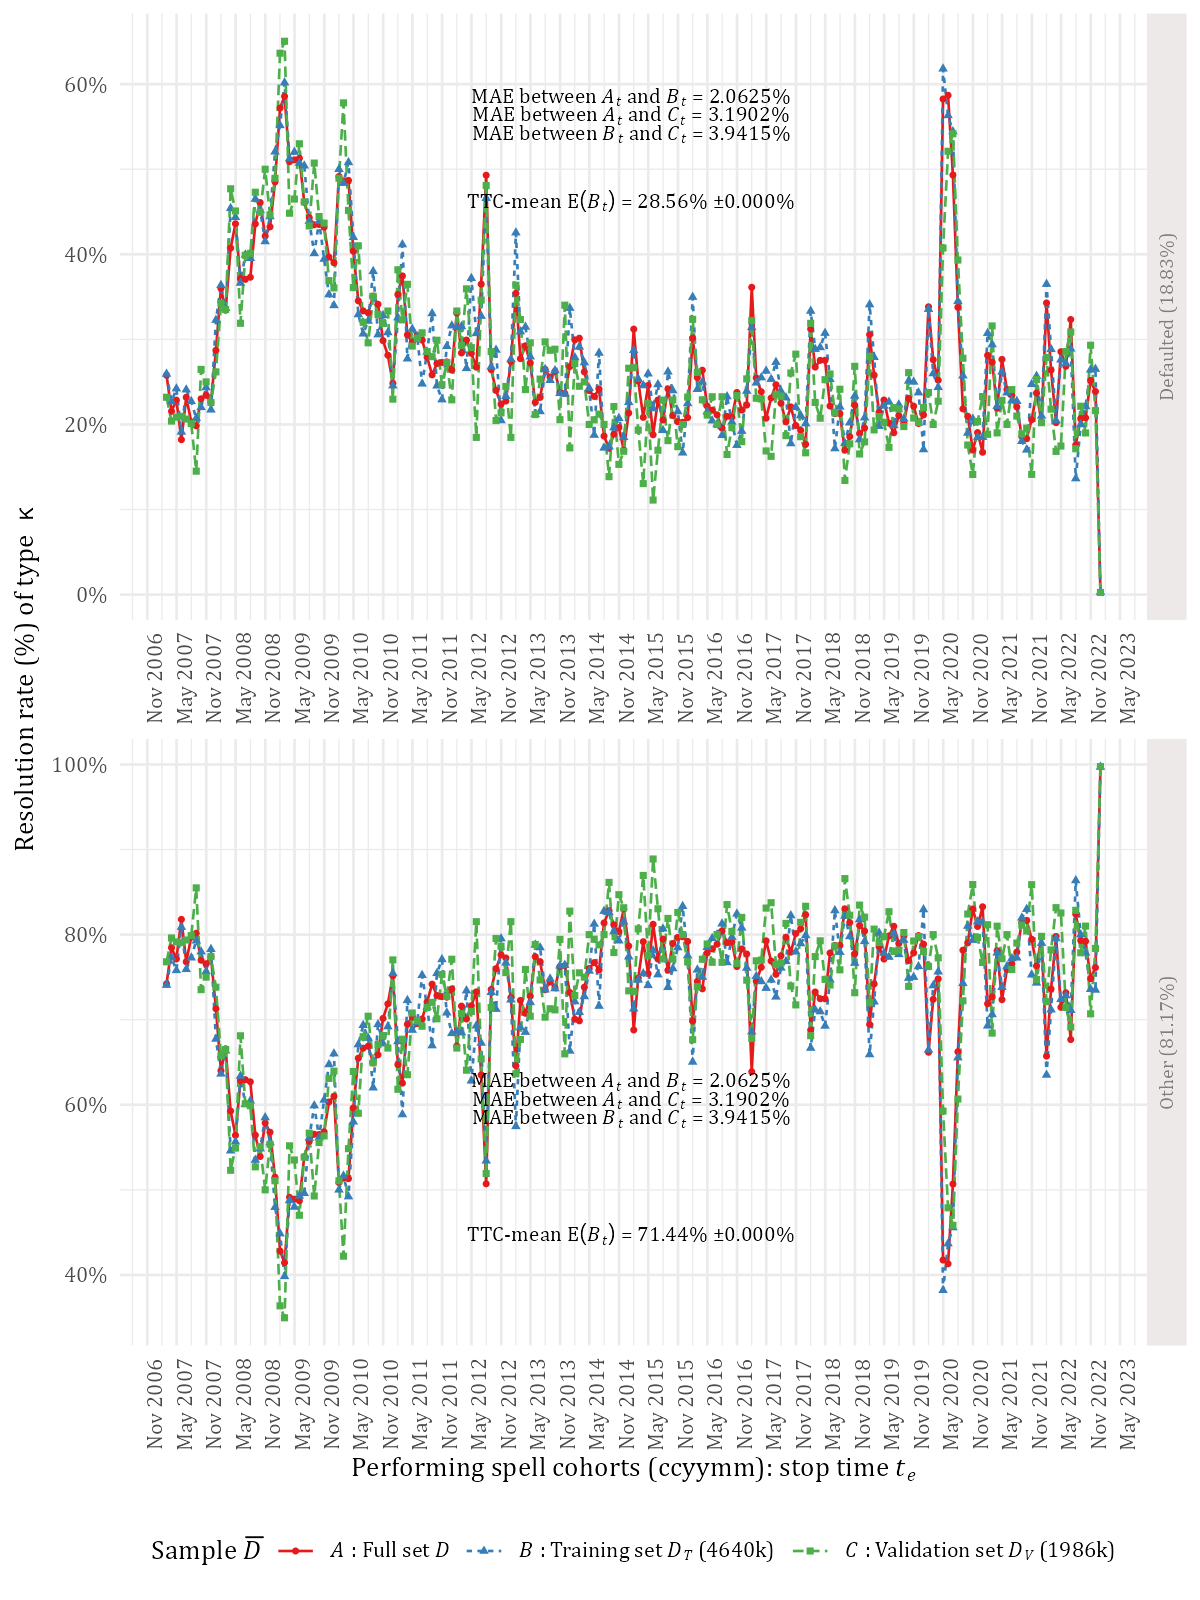 Resolution rate (%) of type κ
60%
40%
20%
0%
MAE between A_t and B_t = 2.0625%
MAE between A_t and C_t = 3.1902%
MAE between B_t and C_t = 3.9415%
TTC-mean E(B_t) = 28.56% ±0.000%
Defaulted (18.83%)
Nov 2006
May 2007
Nov 2007
May 2008
Nov 2008
May 2009
Nov 2009
May 2010
Nov 2010
May 2011
Nov 2011
May 2012
Nov 2012
May 2013
Nov 2013
May 2014
Nov 2014
May 2015
Nov 2015
May 2016
Nov 2016
May 2017
Nov 2017
May 2018
Nov 2018
May 2019
Nov 2019
May 2020
Nov 2020
May 2021
Nov 2021
May 2022
Nov 2022
May 2023
100%
80%
60%
40%
MAE between A_t and B_t = 2.0625%
MAE between A_t and C_t = 3.1902%
MAE between B_t and C_t = 3.9415%
TTC-mean E(B_t) = 71.44% ±0.000%
Other (81.17%)
Nov 2006
May 2007
Nov 2007
May 2008
Nov 2008
May 2009
Nov 2009
May 2010
Nov 2010
May 2011
Nov 2011
May 2012
Nov 2012
May 2013
Nov 2013
May 2014
Nov 2014
May 2015
Nov 2015
May 2016
Nov 2016
May 2017
Nov 2017
May 2018
Nov 2018
May 2019
Nov 2019
May 2020
Nov 2020
May 2021
Nov 2021
May 2022
Nov 2022
May 2023
Performing spell cohorts (ccyymm): stop time t_e
Sample D̅ A : Full set D B : Training set D_T (4640k) C : Validation set D_V (1986k)